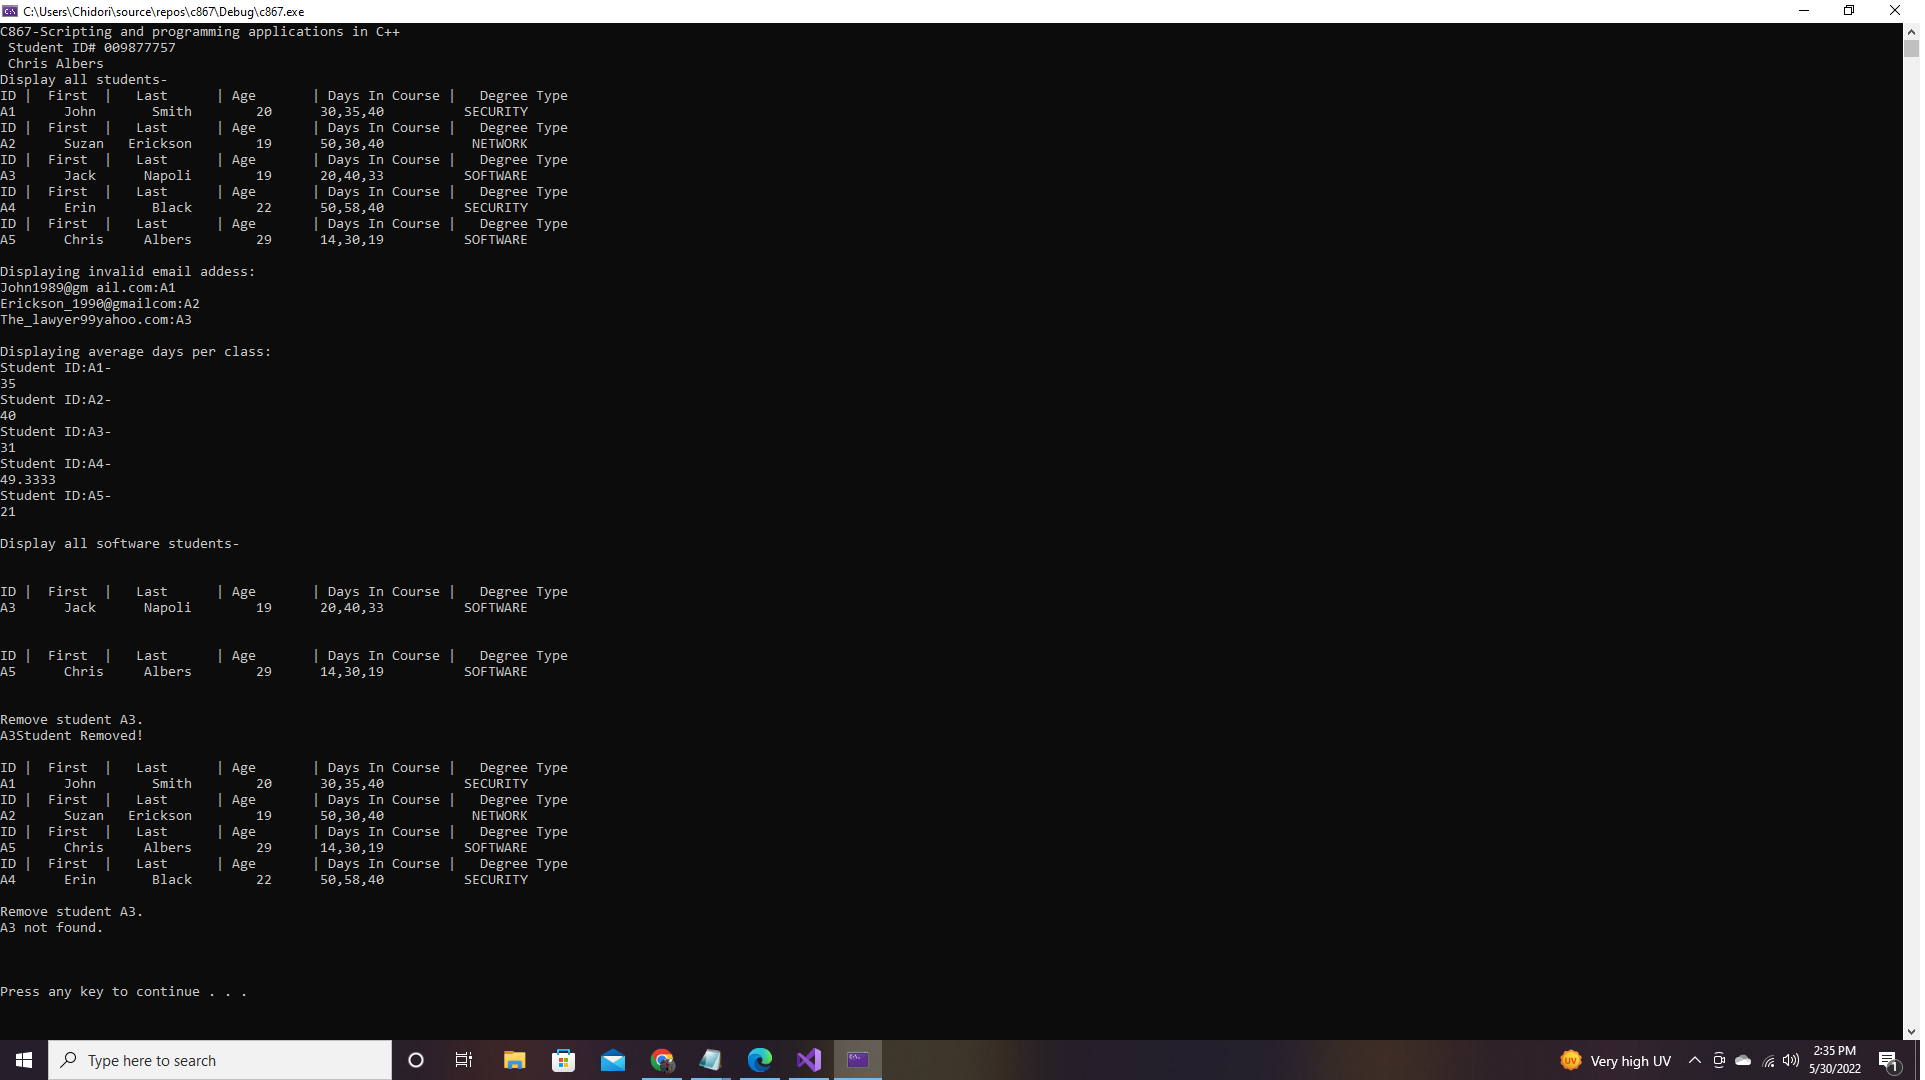 C:\Users\Chidori\source\repos\c867\Debug\c867.exe
C867-Scripting and programming applications in C++
Student ID# 009877757
Chris Albers
Display all students-
ID |  First  |   Last      | Age       | Days In Course |   Degree Type
A1      John       Smith        20      30,35,40          SECURITY
ID |  First  |   Last      | Age       | Days In Course |   Degree Type
A2      Suzan   Erickson        19      50,30,40           NETWORK
ID |  First  |   Last      | Age       | Days In Course |   Degree Type
A3      Jack      Napoli        19      20,40,33          SOFTWARE
ID |  First  |   Last      | Age       | Days In Course |   Degree Type
A4      Erin       Black        22      50,58,40          SECURITY
ID |  First  |   Last      | Age       | Days In Course |   Degree Type
A5      Chris     Albers        29      14,30,19          SOFTWARE
Displaying invalid email addess:
John1989@gm ail.com:A1
Erickson_1990@gmailcom:A2
The_lawyer99yahoo.com:A3
Displaying average days per class:
Student ID:A1-
35
Student ID:A2-
40
Student ID:A3-
31
Student ID:A4-
49.3333
Student ID:A5-
21
Display all software students-
ID |  First  |   Last      | Age       | Days In Course |   Degree Type
A3      Jack      Napoli        19      20,40,33          SOFTWARE
ID |  First  |   Last      | Age       | Days In Course |   Degree Type
A5      Chris     Albers        29      14,30,19          SOFTWARE
Remove student A3.
A3Student Removed!
ID |  First  |   Last      | Age       | Days In Course |   Degree Type
A1      John       Smith        20      30,35,40          SECURITY
ID |  First  |   Last      | Age       | Days In Course |   Degree Type
A2      Suzan   Erickson        19      50,30,40           NETWORK
ID |  First  |   Last      | Age       | Days In Course |   Degree Type
A5      Chris     Albers        29      14,30,19          SOFTWARE
ID |  First  |   Last      | Age       | Days In Course |   Degree Type
A4      Erin       Black        22      50,58,40          SECURITY
Remove student A3.
A3 not found.
Press any key to continue . . .
Type here to search
UV Very high UV
2:35 PM
5/30/2022
1